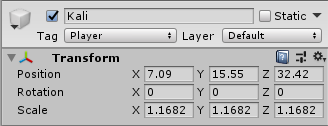 Kali Static
Tag Player Layer Default
Transform
Position X 7.09 Y 15.55 Z 32.42
Rotation X 0 Y 0 Z 0
Scale X 1.1682 Y 1.1682 Z 1.1682